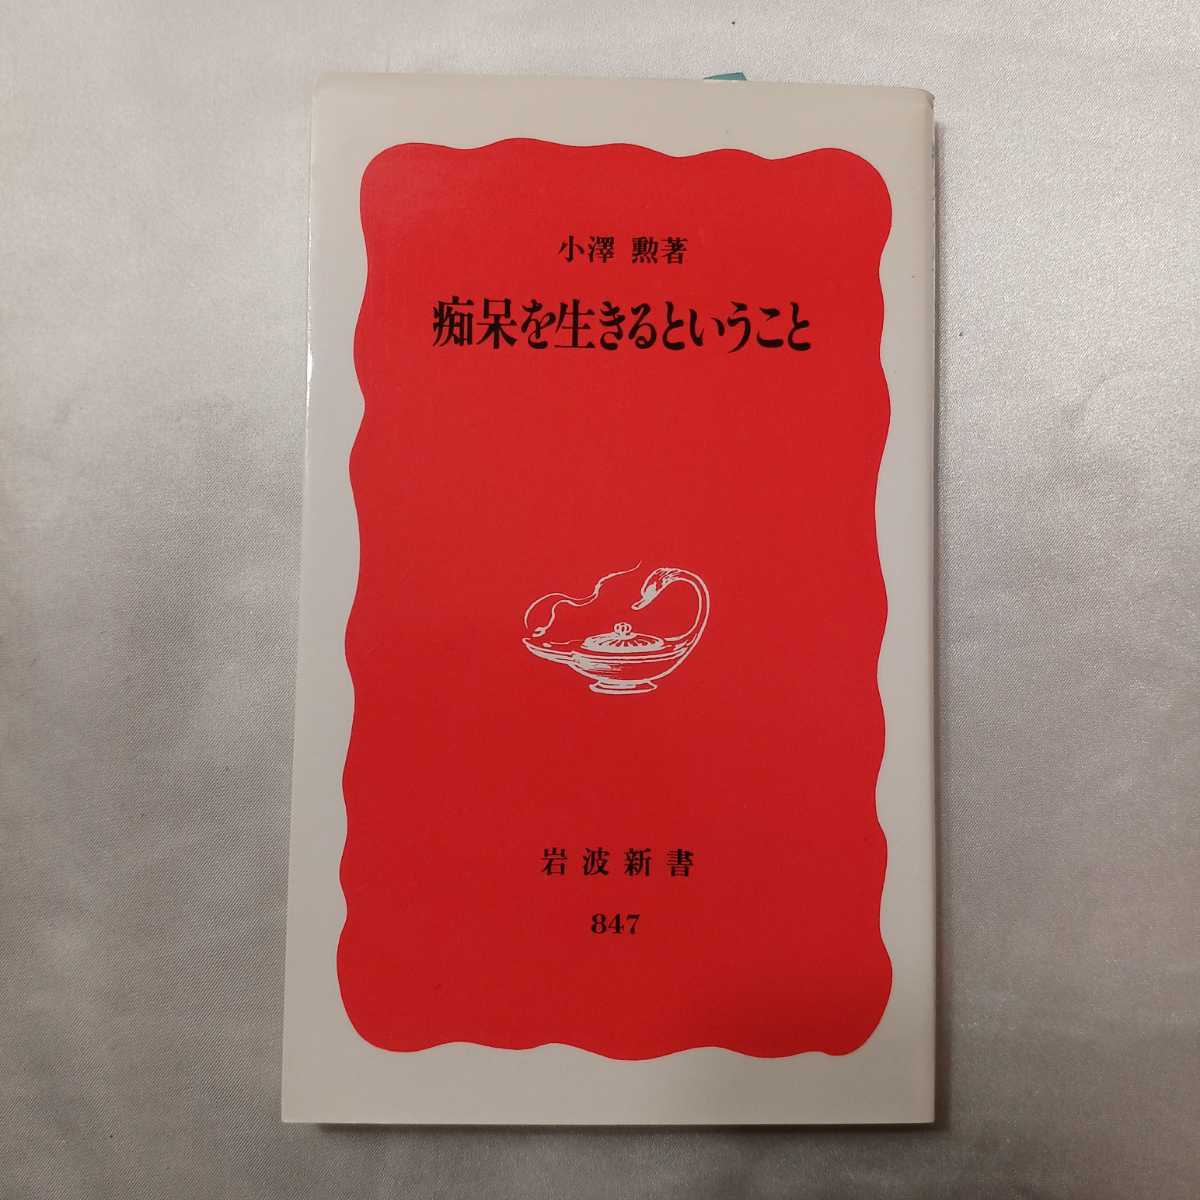 小澤 勲著
痴呆を生きるということ
岩波新書
847